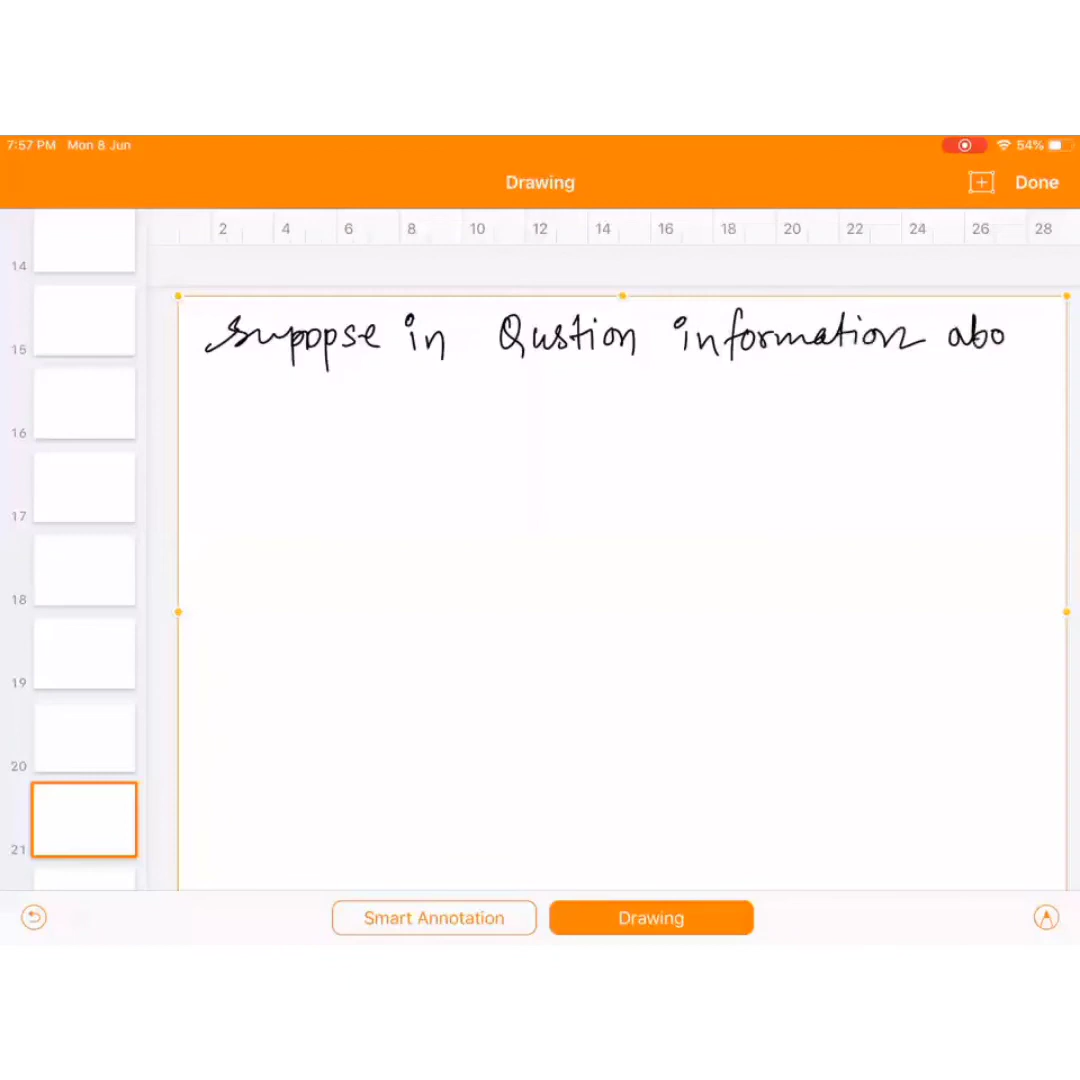 7:57 PM Mon 8 Jun
54%
Drawing
Done
2 4 6 8 10 12 14 16 18 20 22 24 26 28
14
suppose in Qustion information abo
15
16
17
18
19
20
21
Smart Annotation
Drawing